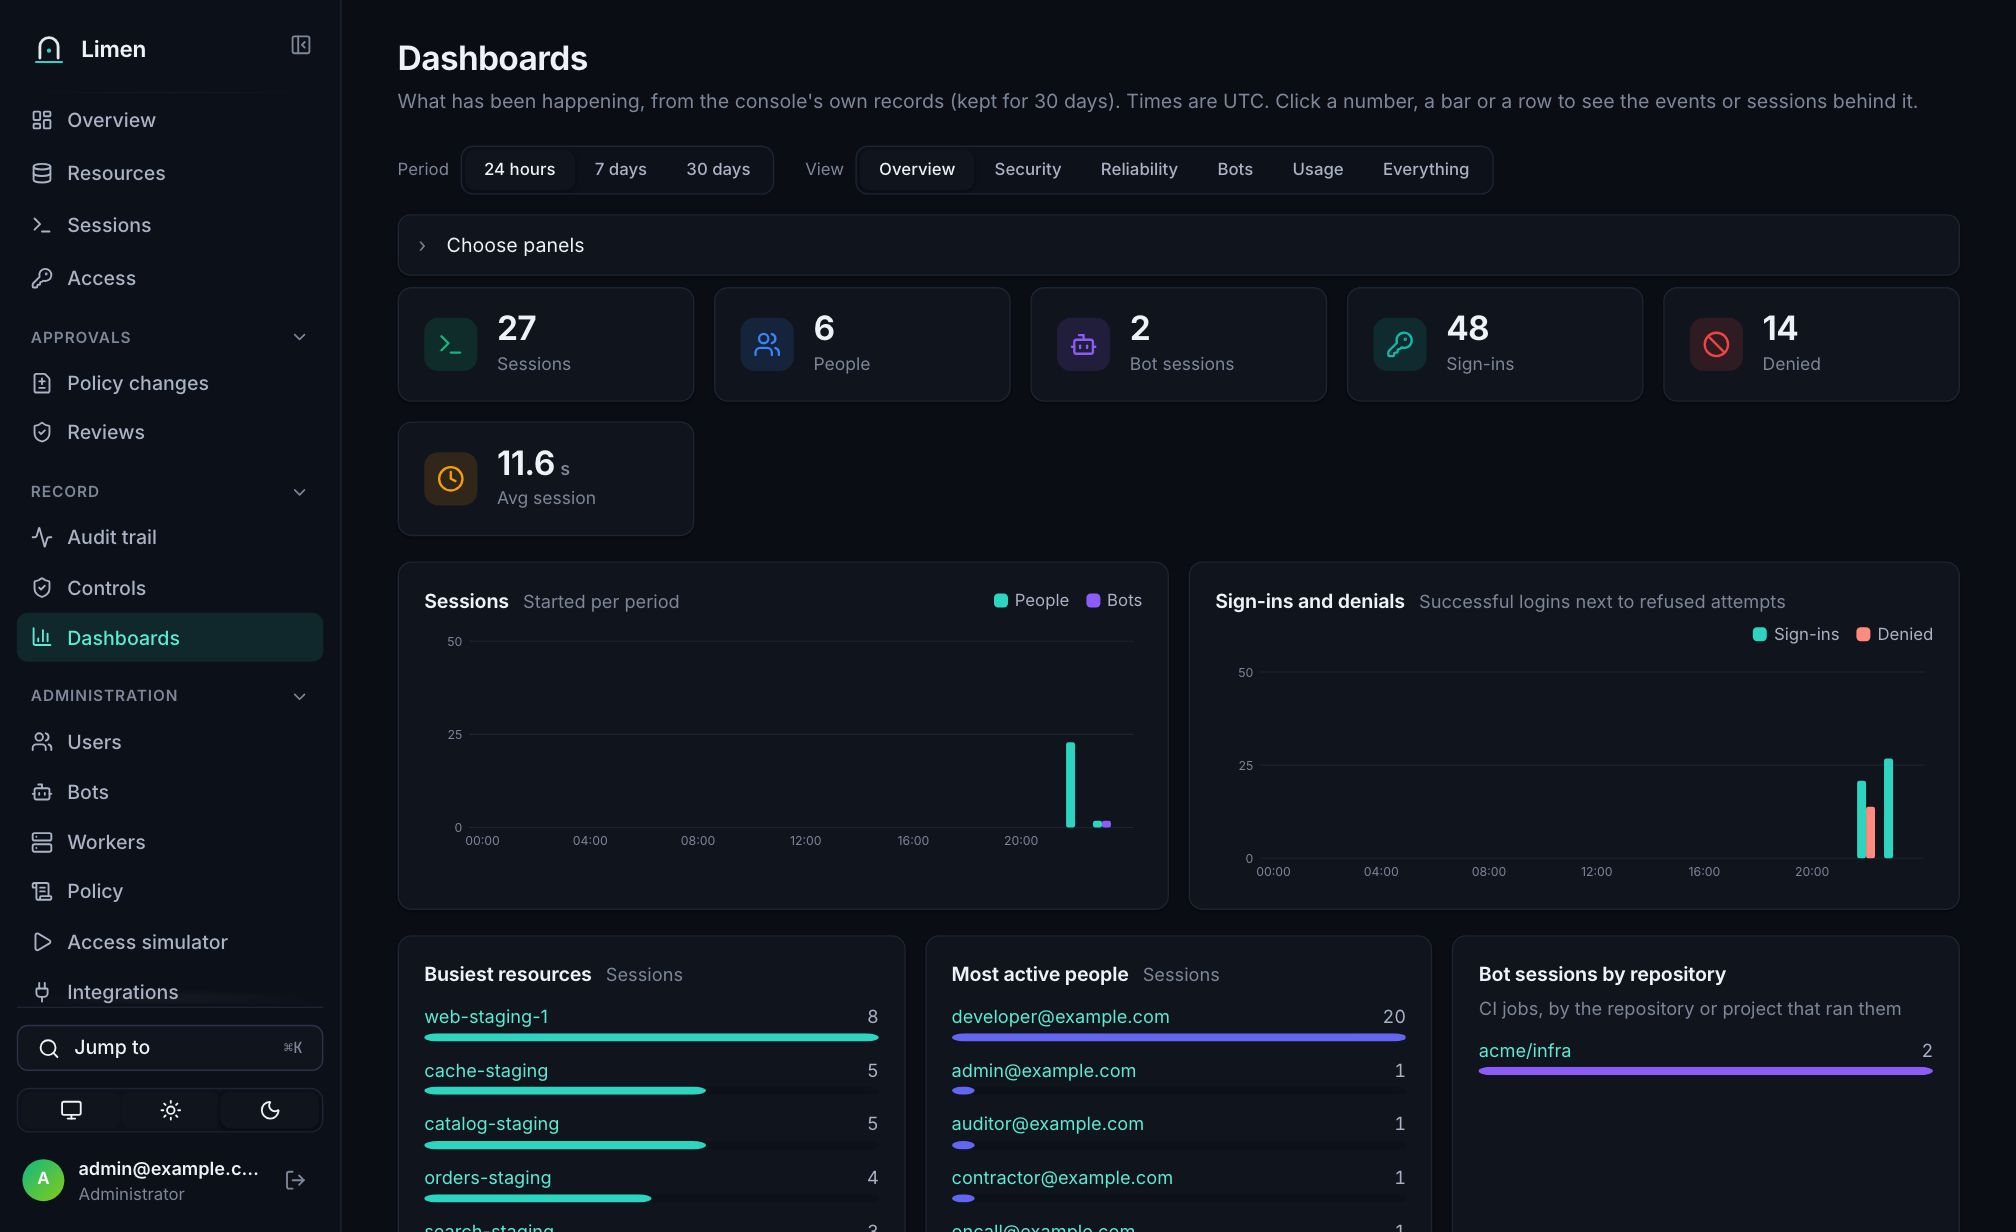 Limen
Overview
Resources
Sessions
Access
APPROVALS
Policy changes
Reviews
RECORD
Audit trail
Controls
Dashboards
ADMINISTRATION
Users
Bots
Workers
Policy
Access simulator
Integrations
Jump to ⌘K
A
admin@example.c...
Administrator
Dashboards
What has been happening, from the console's own records (kept for 30 days). Times are UTC. Click a number, a bar or a row to see the events or sessions behind it.
Period 24 hours 7 days 30 days View Overview Security Reliability Bots Usage Everything
Choose panels
27
Sessions
6
People
2
Bot sessions
48
Sign-ins
14
Denied
11.6 s
Avg session
Sessions Started per period People Bots
50
25
0
00:00 04:00 08:00 12:00 16:00 20:00
Sign-ins and denials Successful logins next to refused attempts
Sign-ins Denied
50
25
0
00:00 04:00 08:00 12:00 16:00 20:00
Busiest resources Sessions
web-staging-1 8
cache-staging 5
catalog-staging 5
orders-staging 4
search-staging 3
Most active people Sessions
developer@example.com 20
admin@example.com 1
auditor@example.com 1
contractor@example.com 1
oncall@example.com 1
Bot sessions by repository
CI jobs, by the repository or project that ran them
acme/infra 2